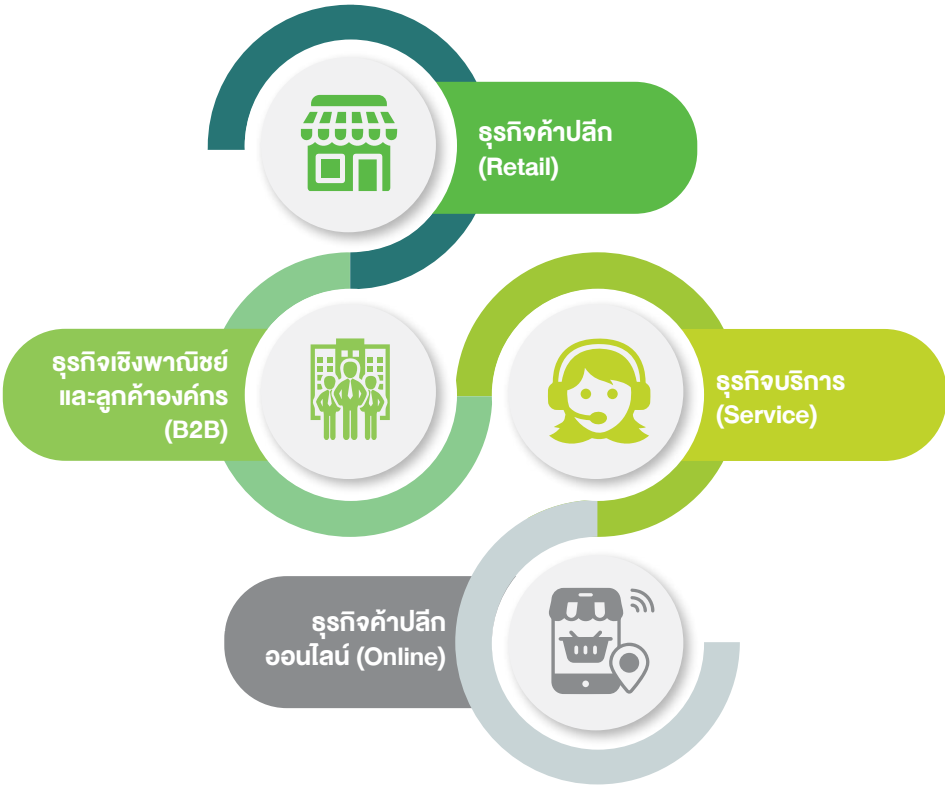 ธุรกิจค้าปลีก
(Retail)
ธุรกิจเชิงพาณิชย์
และลูกค้าองค์กร
(B2B)
ธุรกิจบริการ
(Service)
ธุรกิจค้าปลีก
ออนไลน์ (Online)